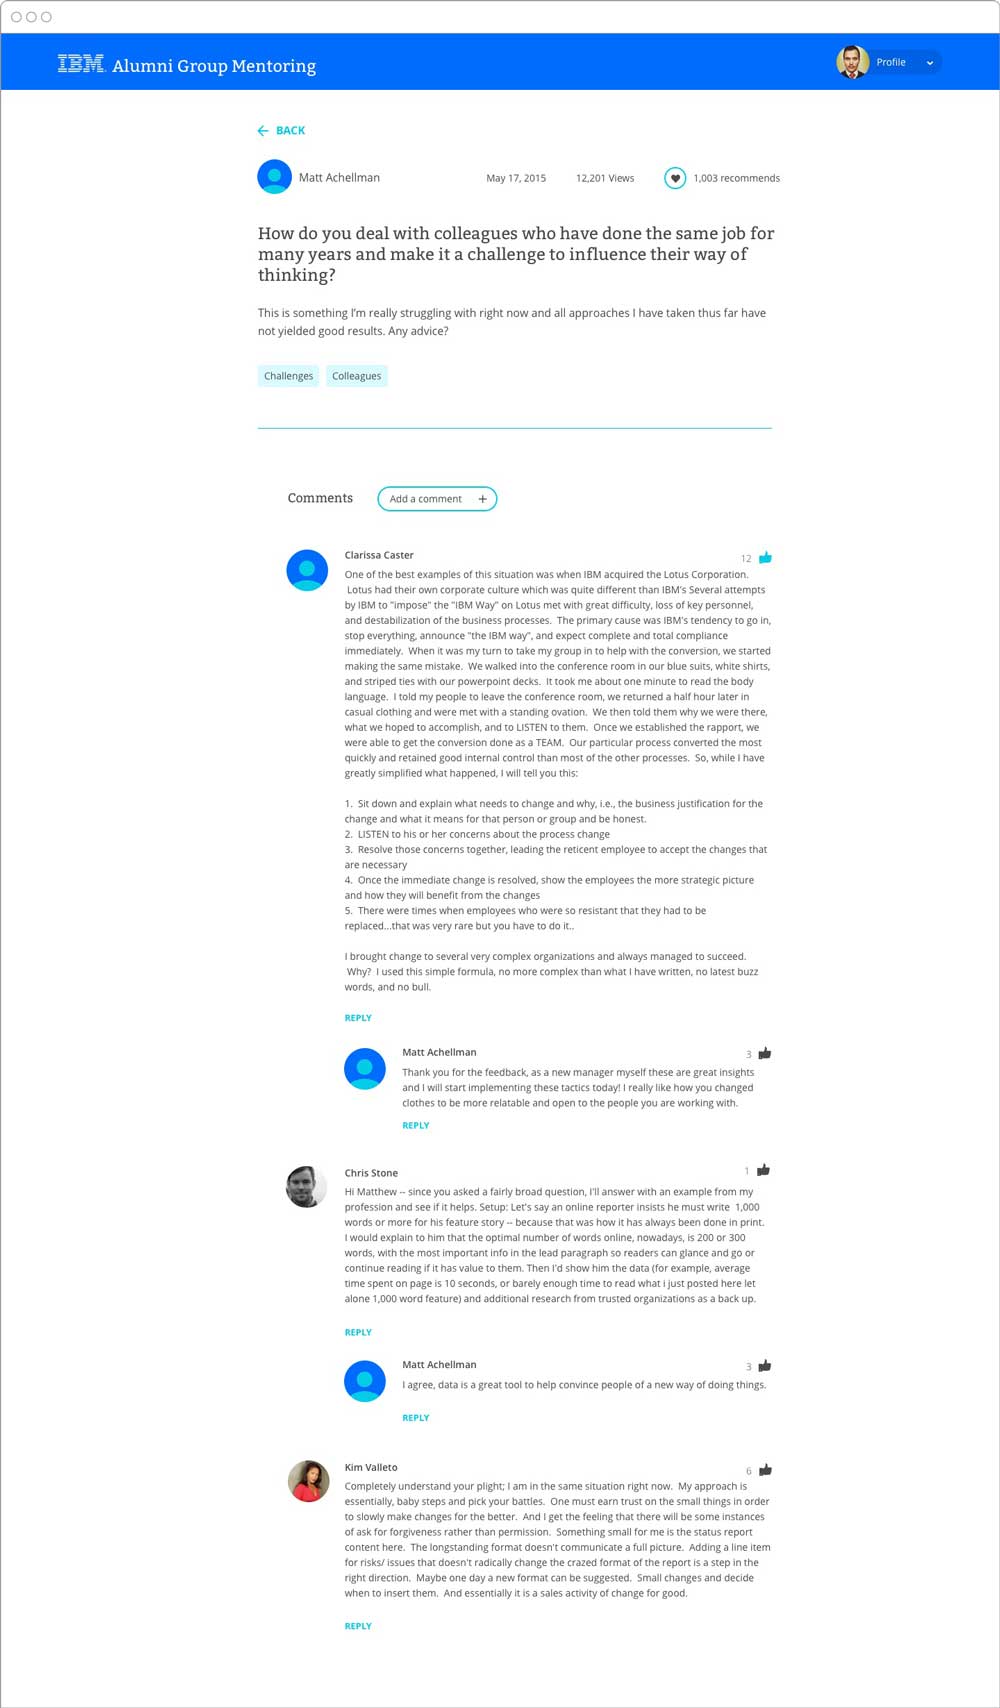 IBM Alumni Group Mentoring
Profile
BACK
Matt Achellman
May 17, 2015
12,201 Views
1,003 recommends
How do you deal with colleagues who have done the same job for
many years and make it a challenge to influence their way of
thinking?
This is something I'm really struggling with right now and all approaches I have taken thus far have
not yielded good results. Any advice?
Challenges
Colleagues
Comments
Add a comment +
Clarissa Caster
12
One of the best examples of this situation was when IBM acquired the Lotus Corporation.
Lotus had their own corporate culture which was quite different than IBM's Several attempts
by IBM to "impose" the "IBM Way" on Lotus met with great difficulty, loss of key personnel,
and destabilization of the business processes. The primary cause was IBM's tendency to go in,
stop everything, announce "the IBM way", and expect complete and total compliance
immediately. When it was my turn to take my group in to help with the conversion, we started
making the same mistake. We walked into the conference room in our blue suits, white shirts,
and striped ties with our powerpoint decks. It took me about one minute to read the body
language. I told my people to leave the conference room, we returned a half hour later in
casual clothing and were met with a standing ovation. We then told them why we were there,
what we hoped to accomplish, and to LISTEN to them. Once we established the rapport, we
were able to get the conversion done as a TEAM. Our particular process converted the most
quickly and retained good internal control than most of the other processes. So, while I have
greatly simplified what happened, I will tell you this:
1. Sit down and explain what needs to change and why, i.e., the business justification for the
change and what it means for that person or group and be honest.
2. LISTEN to his or her concerns about the process change
3. Resolve those concerns together, leading the reticent employee to accept the changes that
are necessary
4. Once the immediate change is resolved, show the employees the more strategic picture
and how they will benefit from the changes
5. There were times when employees who were so resistant that they had to be
replaced...that was very rare but you have to do it..
I brought change to several very complex organizations and always managed to succeed.
Why? I used this simple formula, no more complex than what I have written, no latest buzz
words, and no bull.
REPLY
Matt Achellman
3
Thank you for the feedback, as a new manager myself these are great insights
and I will start implementing these tactics today! I really like how you changed
clothes to be more relatable and open to the people you are working with.
REPLY
Chris Stone
1
Hi Matthew -- since you asked a fairly broad question, I'll answer with an example from my
profession and see if it helps. Setup: Let's say an online reporter insists he must write 1,000
words or more for his feature story -- because that was how it has always been done in print.
I would explain to him that the optimal number of words online, nowadays, is 200 or 300
words, with the most important info in the lead paragraph so readers can glance and go or
continue reading if it has value to them. Then I'd show him the data (for example, average
time spent on page is 10 seconds, or barely enough time to read what i just posted here let
alone 1,000 word feature) and additional research from trusted organizations as a back up.
REPLY
Matt Achellman
3
I agree, data is a great tool to help convince people of a new way of doing things.
REPLY
Kim Valleto
6
Completely understand your plight; I am in the same situation right now. My approach is
essentially, baby steps and pick your battles. One must earn trust on the small things in order
to slowly make changes for the better. And I get the feeling that there will be some instances
of ask for forgiveness rather than permission. Something small for me is the status report
content here. The longstanding format doesn't communicate a full picture. Adding a line item
for risks/ issues that doesn't radically change the crazed format of the report is a step in the
right direction. Maybe one day a new format can be suggested. Small changes and decide
when to insert them. And essentially it is a sales activity of change for good.
REPLY